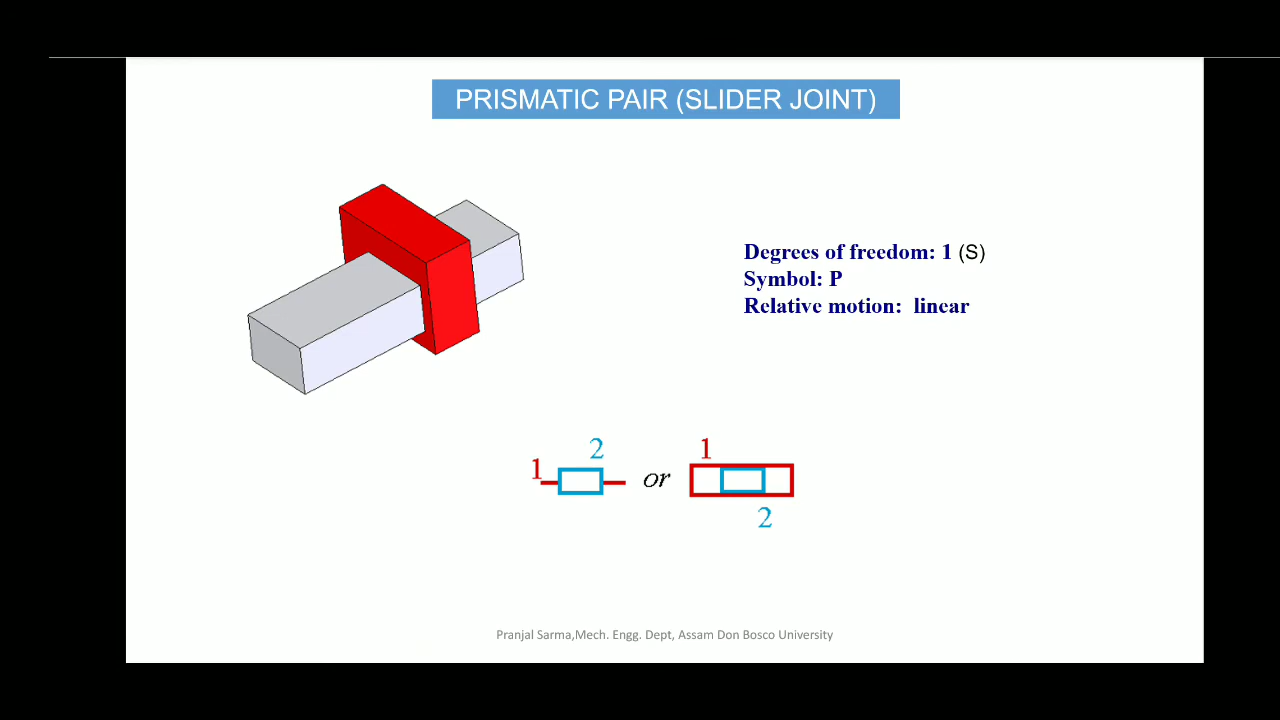 PRISMATIC PAIR (SLIDER JOINT)
Degrees of freedom: 1 (S)
Symbol: P
Relative motion:  linear
1 2 or 1 2
Pranjal Sarma,Mech. Engg. Dept, Assam Don Bosco University